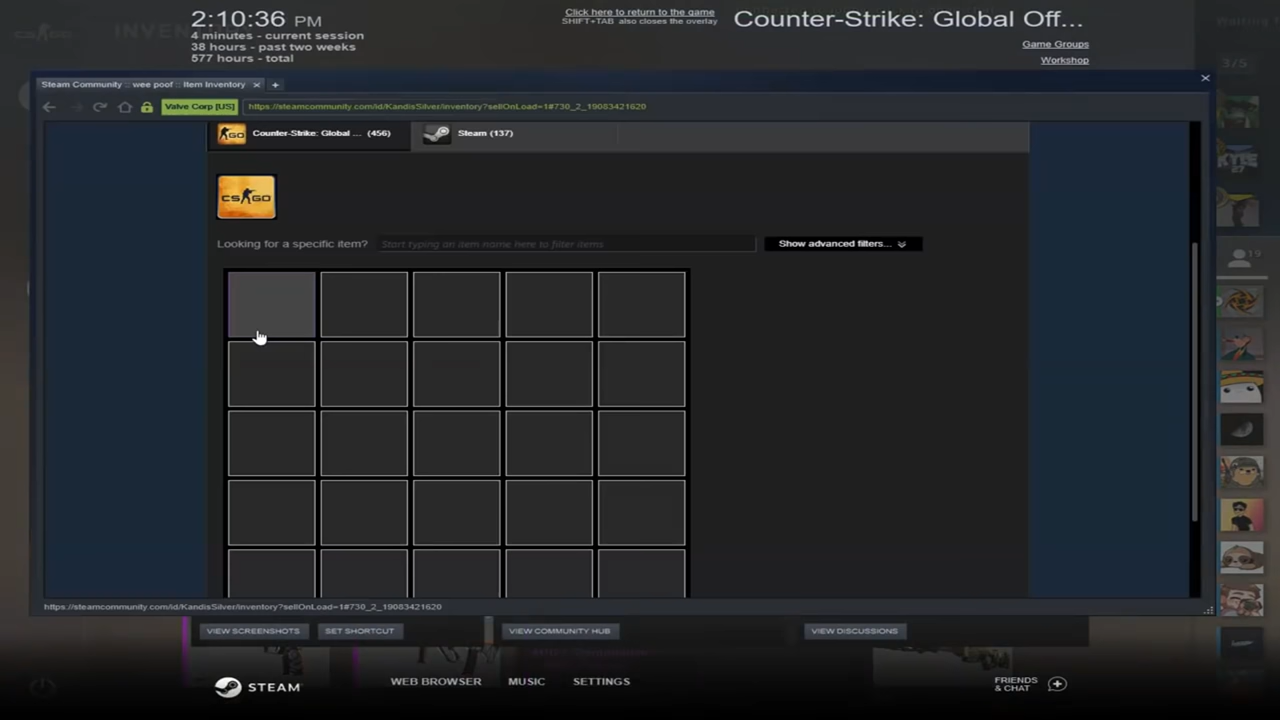 2:10:36 PM
4 minutes - current session
38 hours - past two weeks
577 hours - total
Click here to return to the game
SHIFT+TAB also closes the overlay
Counter-Strike: Global Off...
Game Groups
Workshop
3/5
Steam Community :: wee poof :: Item Inventory
Valve Corp [US]
https://steamcommunity.com/id/KandisSilver/inventory?sellOnLoad=1#730_2_19083421620
Counter-Strike: Global ... (456)
Steam (137)
CS GO
Looking for a specific item?
Start typing an item name here to filter items
Show advanced filters...
19
KYLE
https://steamcommunity.com/id/KandisSilver/inventory?sellOnLoad=1#730_2_19083421620
VIEW SCREENSHOTS
SET SHORTCUT
VIEW COMMUNITY HUB
VIEW DISCUSSIONS
STEAM
WEB BROWSER
MUSIC
SETTINGS
FRIENDS
& CHAT